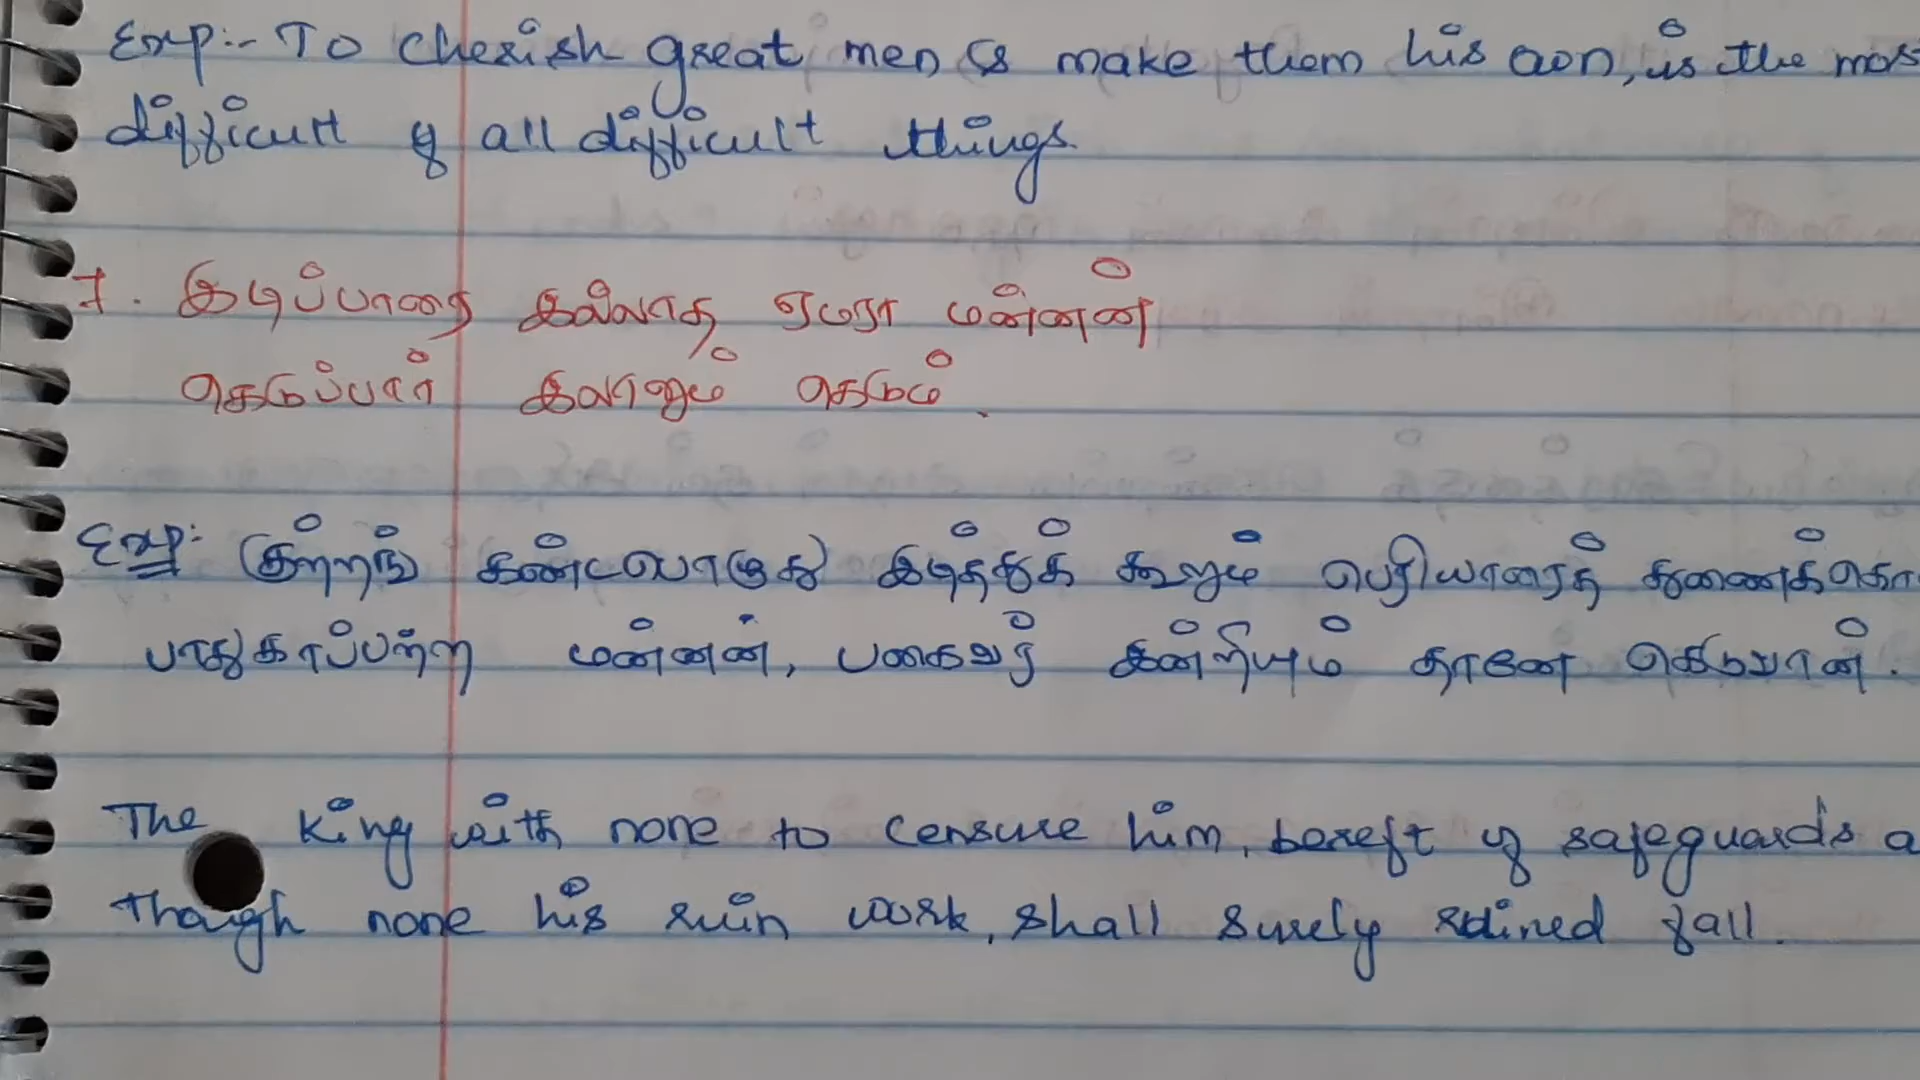 Exp:- To cherish great men & make them his own, is the mos
difficult of all difficult things.
7. இடிப்பாரை இல்லாத ஏமரா மன்னன்
கெடுப்பார் இலானும் கெடும்.
Exp: குற்றங் கண்டபொழுது இடித்துக் கூறும் பெரியாரைத் துணைக்கொ
பாதுகாப்பற்ற மன்னன், பகைவர் இன்றியும் தானே கெடுவான்.
The King with none to censure him, bereft of safeguards a
Though none his ruin work, shall surely ruined fall.